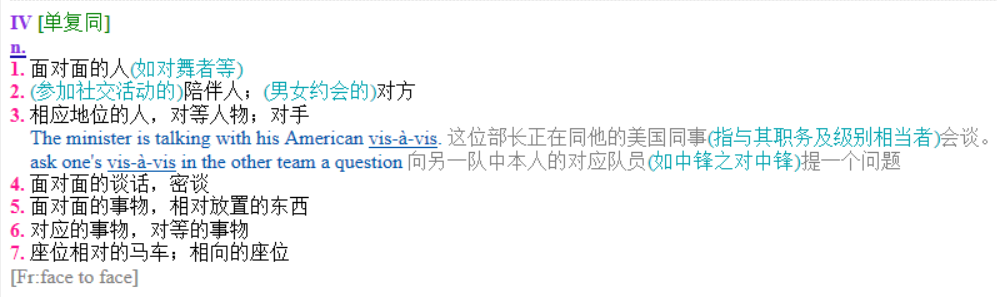 IV [单复同]
n.
1. 面对面的人(如对舞者等)
2. (参加社交活动的)陪伴人；(男女约会的)对方
3. 相应地位的人，对等人物；对手
The minister is talking with his American vis-à-vis. 这位部长正在同他的美国同事(指与其职务及级别相当者)会谈。
ask one's vis-à-vis in the other team a question 向另一队中本人的对应队员(如中锋之对中锋)提一个问题
4. 面对面的谈话，密谈
5. 面对面的事物，相对放置的东西
6. 对应的事物，对等的事物
7. 座位相对的马车；相向的座位
[Fr:face to face]